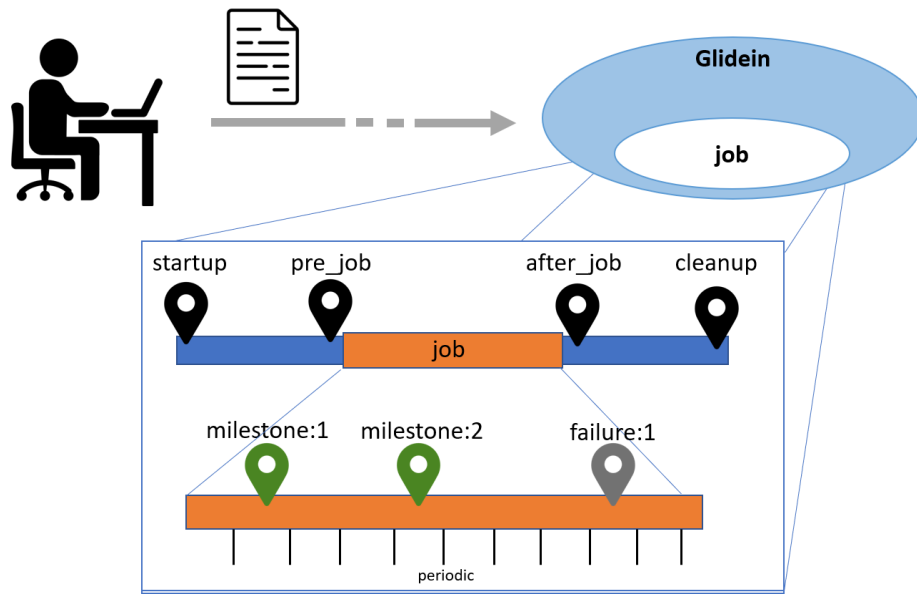 Glidein
job
startup
pre_job
after_job
cleanup
job
milestone:1
milestone:2
failure:1
periodic